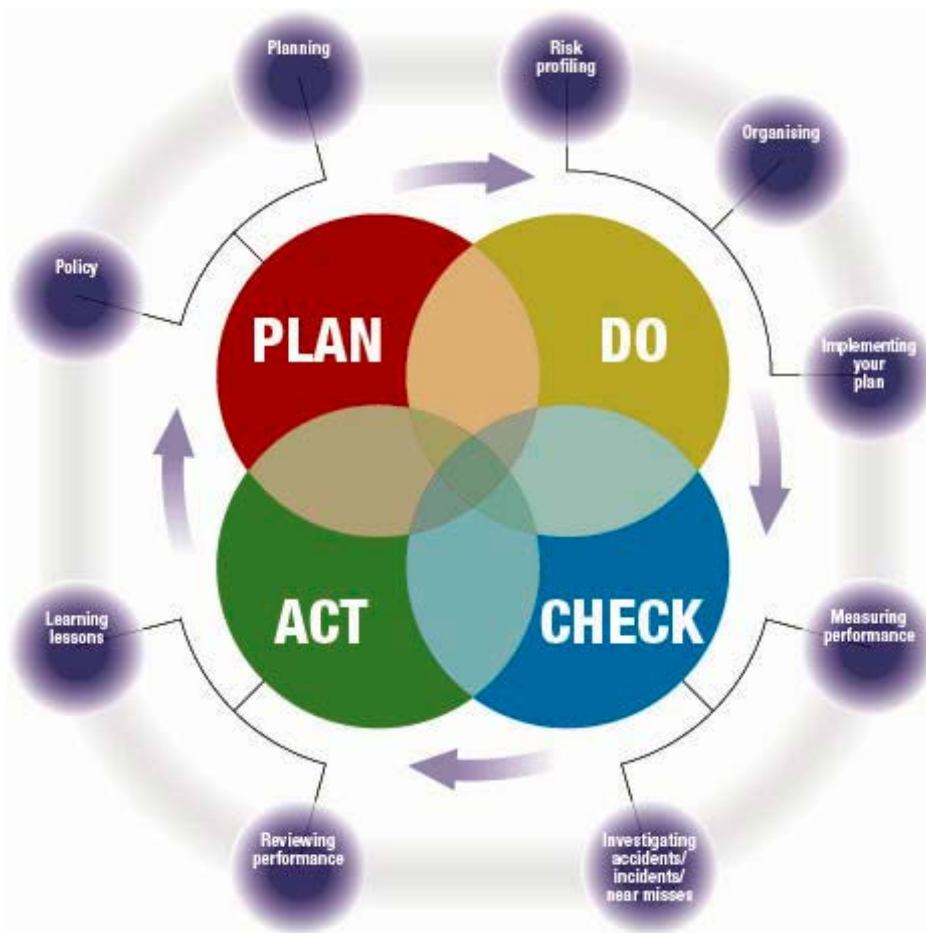 Planning
Risk
profiling
Organising
Policy
PLAN
DO
Implementing
your
plan
ACT
CHECK
Learning
lessons
Measuring
performance
Reviewing
performance
Investigating
accidents/
incidents/
near misses